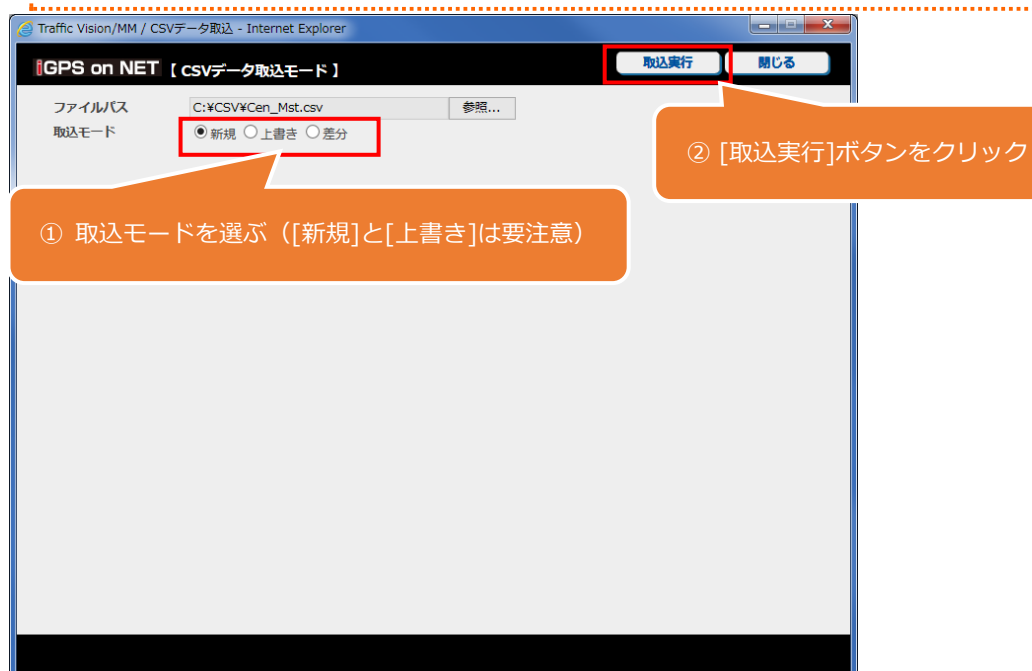 Traffic Vision/MM / CSVデータ取込 - Internet Explorer
iGPS on NET 【 CSVデータ取込モード 】 取込実行 閉じる
ファイルパス C:¥CSV¥Cen_Mst.csv 参照...
取込モード 新規 上書き 差分
② [取込実行]ボタンをクリック
① 取込モードを選ぶ（[新規]と[上書き]は要注意）